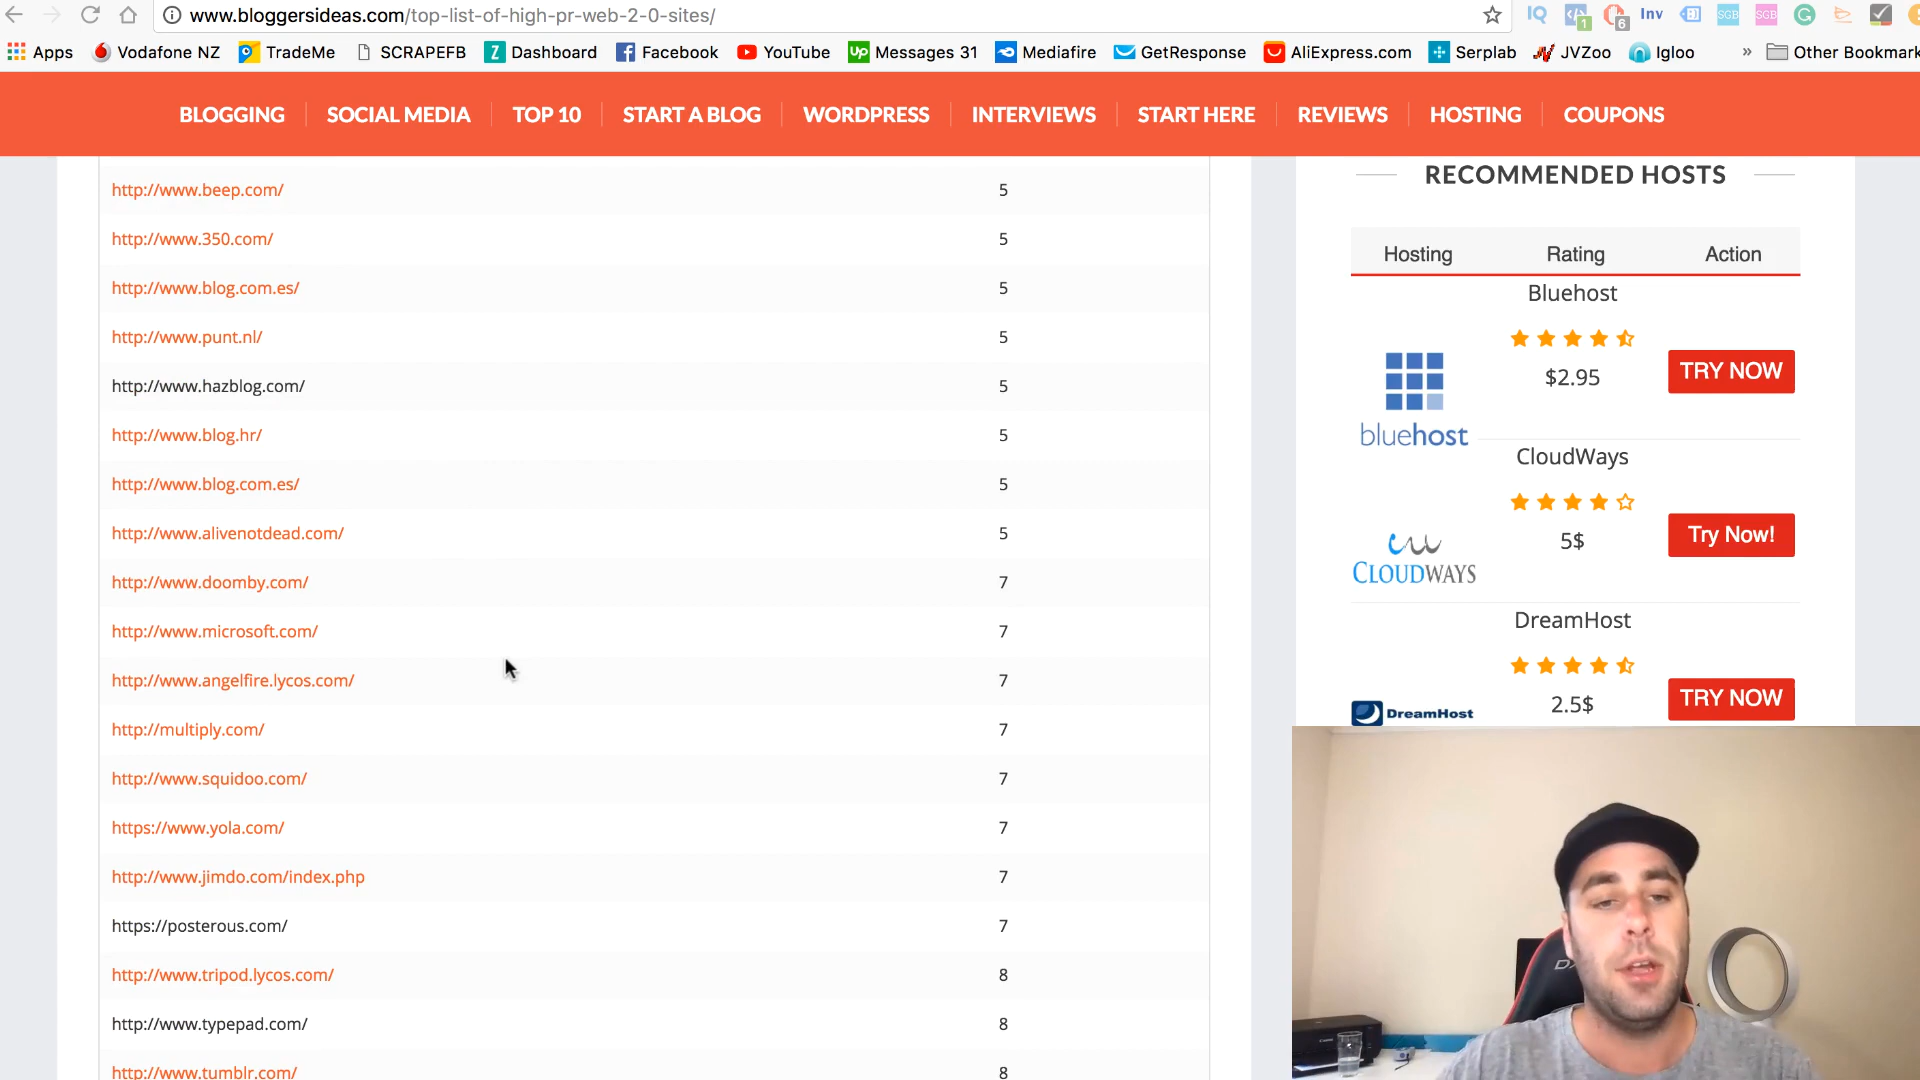 www.bloggersideas.com/top-list-of-high-pr-web-2-0-sites/
IQ
1
6
Inv
SGB
SGB
Apps
Vodafone NZ
TradeMe
SCRAPEFB
Z Dashboard
Facebook
YouTube
Up Messages 31
Mediafire
GetResponse
AliExpress.com
Serplab
JVZoo
Igloo
»
Other Bookmark
BLOGGING
SOCIAL MEDIA
TOP 10
START A BLOG
WORDPRESS
INTERVIEWS
START HERE
REVIEWS
HOSTING
COUPONS
http://www.beep.com/ 5
http://www.350.com/ 5
http://www.blog.com.es/ 5
http://www.punt.nl/ 5
http://www.hazblog.com/ 5
http://www.blog.hr/ 5
http://www.blog.com.es/ 5
http://www.alivenotdead.com/ 5
http://www.doomby.com/ 7
http://www.microsoft.com/ 7
http://www.angelfire.lycos.com/ 7
http://multiply.com/ 7
http://www.squidoo.com/ 7
https://www.yola.com/ 7
http://www.jimdo.com/index.php 7
https://posterous.com/ 7
http://www.tripod.lycos.com/ 8
http://www.typepad.com/ 8
http://www.tumblr.com/ 8
RECOMMENDED HOSTS
Hosting Rating Action
Bluehost
$2.95
TRY NOW
bluehost
CloudWays
5$
Try Now!
CLOUDWAYS
DreamHost
2.5$
TRY NOW
DreamHost